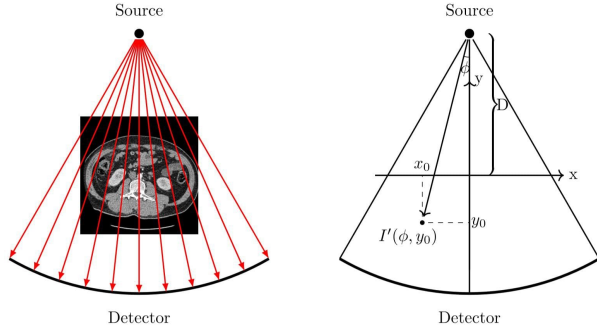 Source
Detector
Source
ϕ
y
D
x
x₀
y₀
I′(ϕ, y₀)
Detector